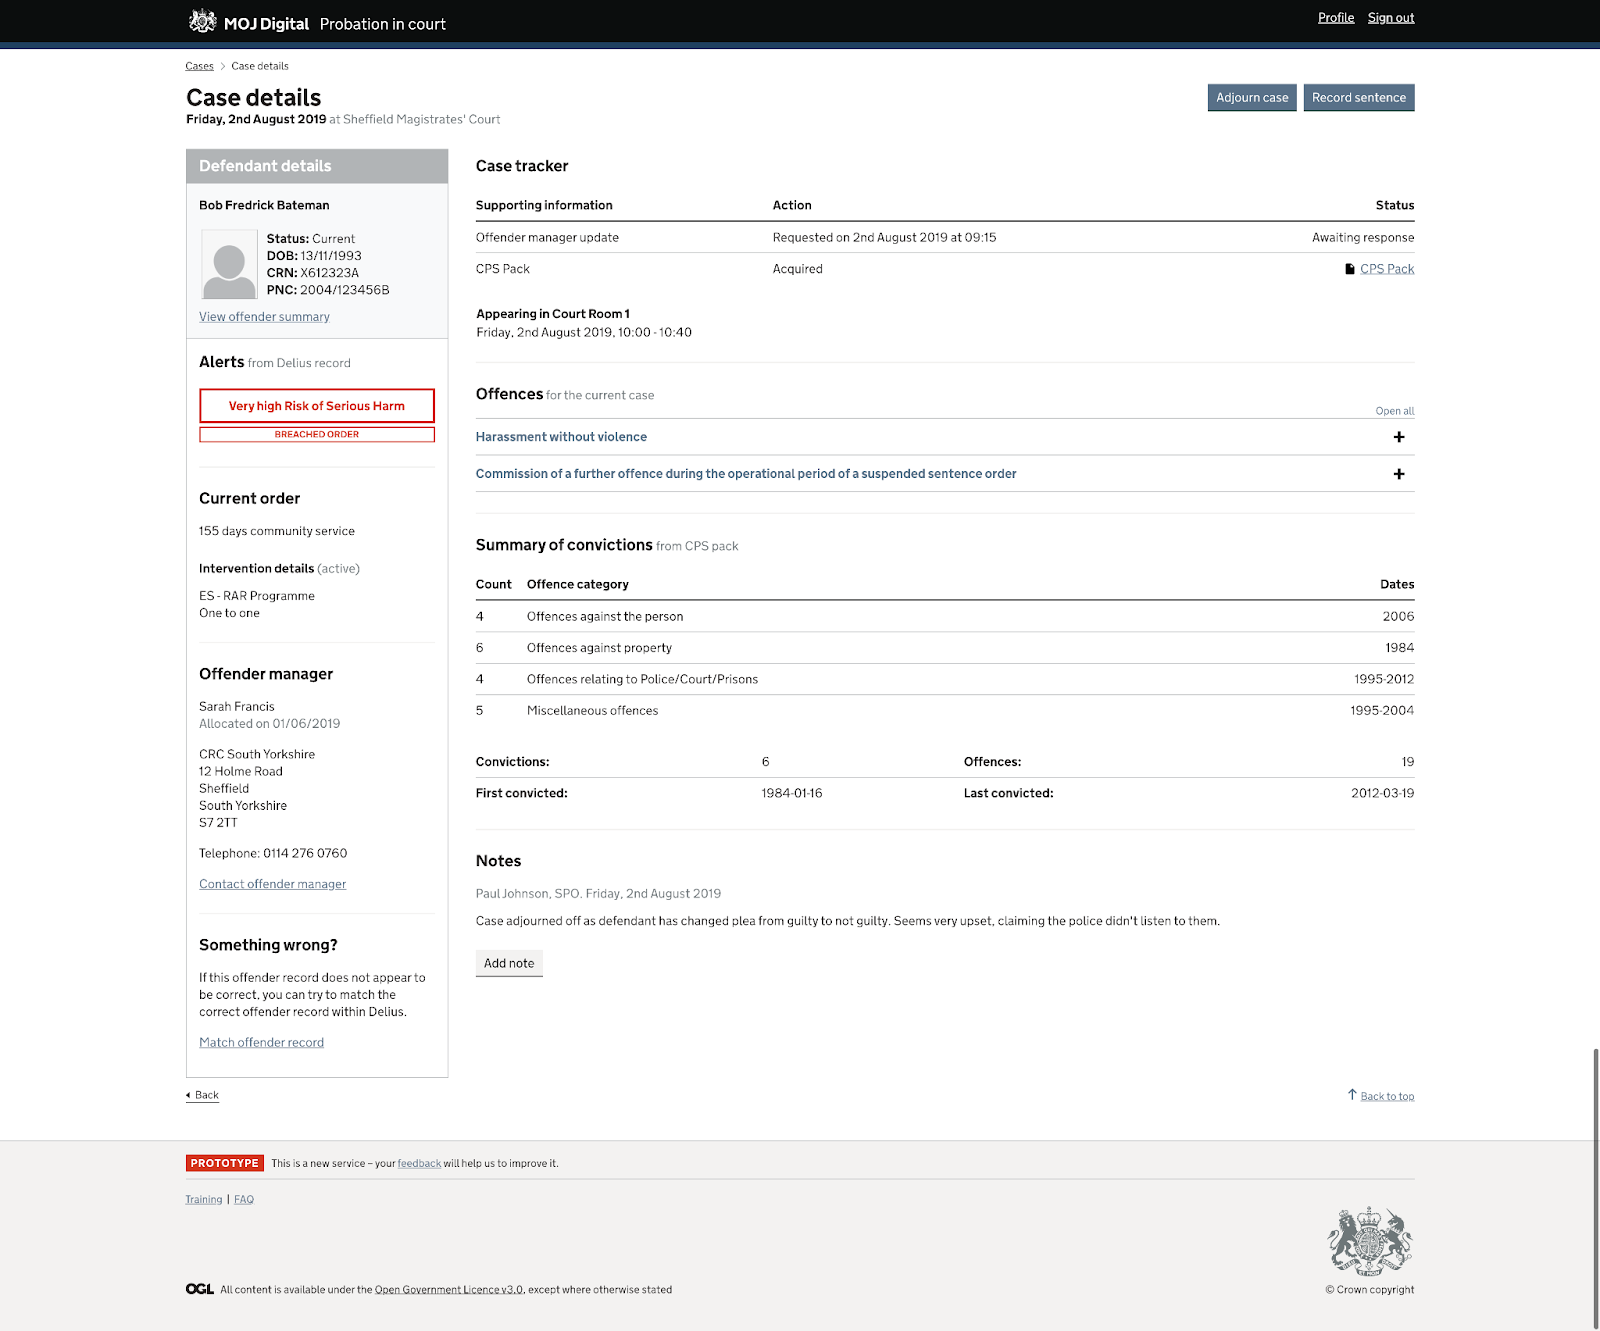 MOJ Digital Probation in court
Profile Sign out
Cases > Case details
Case details
Friday, 2nd August 2019 at Sheffield Magistrates' Court
Adjourn case Record sentence
Defendant details
Bob Fredrick Bateman
Status: Current
DOB: 13/11/1993
CRN: X612323A
PNC: 2004/123456B
View offender summary
Alerts from Delius record
Very high Risk of Serious Harm
BREACHED ORDER
Current order
155 days community service
Intervention details (active)
ES - RAR Programme
One to one
Offender manager
Sarah Francis
Allocated on 01/06/2019
CRC South Yorkshire
12 Holme Road
Sheffield
South Yorkshire
S7 2TT
Telephone: 0114 276 0760
Contact offender manager
Something wrong?
If this offender record does not appear to
be correct, you can try to match the
correct offender record within Delius.
Match offender record
Case tracker
Supporting information Action Status
Offender manager update Requested on 2nd August 2019 at 09:15 Awaiting response
CPS Pack Acquired CPS Pack
Appearing in Court Room 1
Friday, 2nd August 2019, 10:00 - 10:40
Offences for the current case
Open all
Harassment without violence +
Commission of a further offence during the operational period of a suspended sentence order +
Summary of convictions from CPS pack
Count Offence category Dates
4 Offences against the person 2006
6 Offences against property 1984
4 Offences relating to Police/Court/Prisons 1995-2012
5 Miscellaneous offences 1995-2004
Convictions: 6 Offences: 19
First convicted: 1984-01-16 Last convicted: 2012-03-19
Notes
Paul Johnson, SPO. Friday, 2nd August 2019
Case adjourned off as defendant has changed plea from guilty to not guilty. Seems very upset, claiming the police didn't listen to them.
Add note
Back
Back to top
PROTOTYPE This is a new service – your feedback will help us to improve it.
Training | FAQ
OGL All content is available under the Open Government Licence v3.0, except where otherwise stated
© Crown copyright